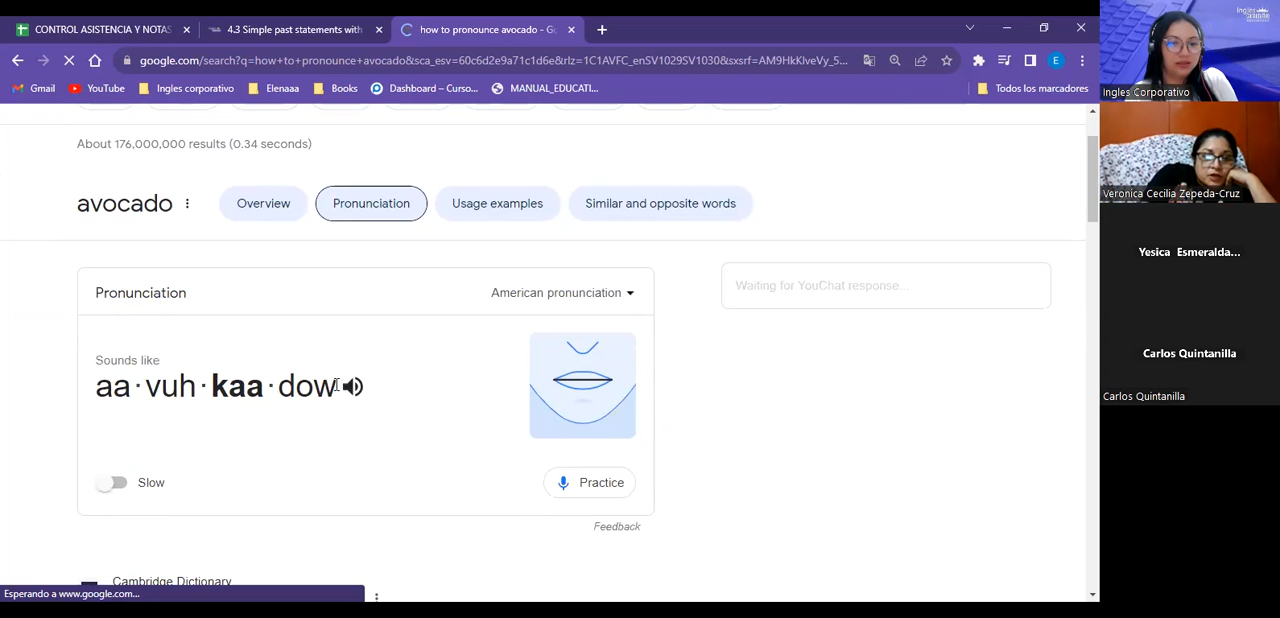 CONTROL ASISTENCIA Y NOTAS
4.3 Simple past statements with
how to pronounce avocado - Go
google.com/search?q=how+to+pronounce+avocado&sca_esv=60c6d2e9a71c1d6e&rlz=1C1AVFC_enSV1029SV1030&sxsrf=AM9HkKlveVy_5...
E
Gmail
YouTube
Ingles corporativo
Elenaaa
Books
Dashboard – Curso...
MANUAL_EDUCATI...
Todos los marcadores
About 176,000,000 results (0.34 seconds)
avocado
Overview
Pronunciation
Usage examples
Similar and opposite words
Pronunciation
American pronunciation
Waiting for YouChat response...
Sounds like
aa·vuh·kaa·dow
Slow
Practice
Feedback
Cambridge Dictionary
Esperando a www.google.com...
Ingles Corporativo
Veronica Cecilia Zepeda-Cruz
Yesica Esmeralda...
Carlos Quintanilla
Carlos Quintanilla